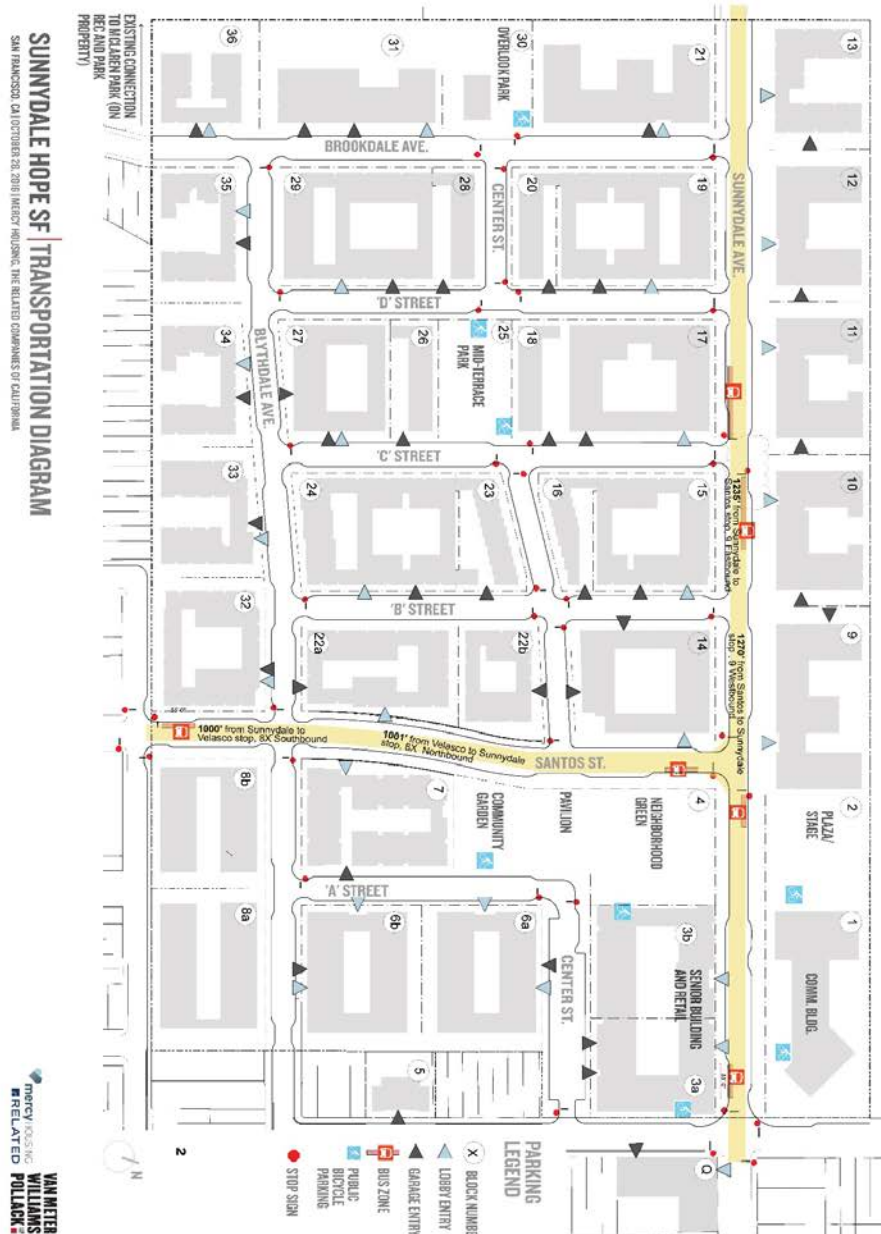 SUNNYDALE HOPE SF | TRANSPORTATION DIAGRAM
SAN FRANCISCO, CA | OCTOBER 28, 2016 | MERCY HOUSING, THE RELATED COMPANIES OF CALIFORNIA
EXISTING CONNECTION
TO MCLAREN PARK (ON
REC AND PARK
PROPERTY)
13
12
11
10
9
2
PLAZA/
STAGE
1
COMM. BLDG.
SUNNYDALE AVE.
1235' from Sunnydale to
Santos stop, 9 Eastbound
1270' from Santos to Sunnydale
stop, 9 Westbound
21
19
17
15
14
4
NEIGHBORHOOD
GREEN
PAVILION
COMMUNITY
GARDEN
3b
SENIOR BUILDING
AND RETAIL
3a
Q
30
OVERLOOK PARK
20
18
16
CENTER ST.
CENTER ST.
31
28
25
MID-TERRACE
PARK
26
23
22b
6a
29
27
24
22a
7
6b
5
36
35
34
33
32
8b
8a
BROOKDALE AVE.
'D' STREET
'C' STREET
'B' STREET
SANTOS ST.
'A' STREET
BLYTHDALE AVE.
1000' from Sunnydale to
Velasco stop, 8X Southbound
1001' from Velasco to Sunnydale
stop, 8X Northbound
PARKING
LEGEND
X BLOCK NUMBE
LOBBY ENTRY
GARAGE ENTRY
BUS ZONE
PUBLIC
BICYCLE
PARKING
STOP SIGN
N
2
mercy HOUSING
RELATED
VAN METER
WILLIAMS
POLLACK